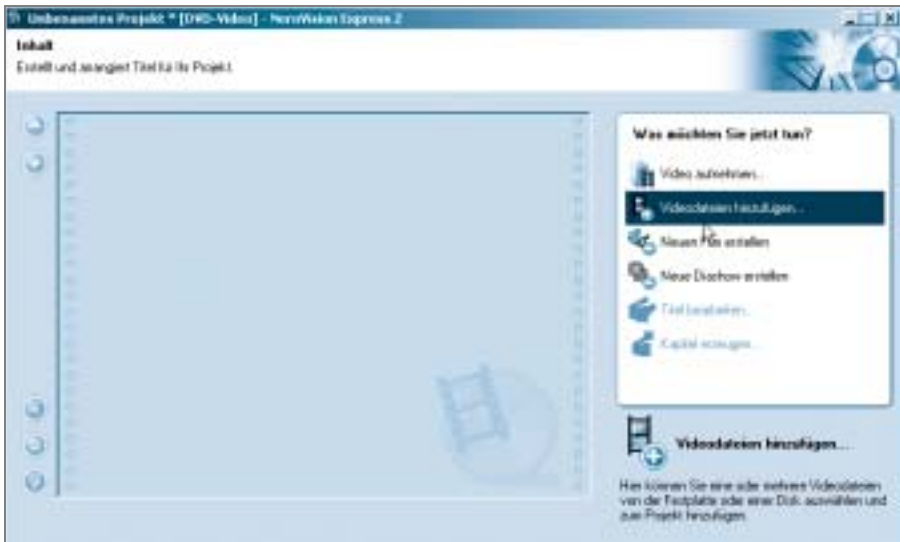 Unbenanntes Projekt * [DVD-Video] - NeroVision Express 2
Inhalt
Erstellt und arrangiert Titel für Ihr Projekt.
Was möchten Sie jetzt tun?
Video aufnehmen...
Videodateien hinzufügen...
Neuen Film erstellen
Neue Diashow erstellen
Titel bearbeiten...
Kapitel erzeugen...
Videodateien hinzufügen...
Hier können Sie eine oder mehrere Videodateien
von der Festplatte oder einer Disk auswählen und
zum Projekt hinzufügen.